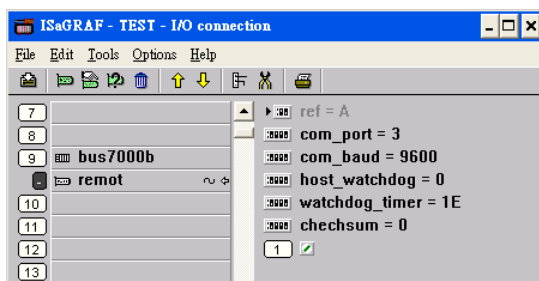 ISaGRAF - TEST - I/O connection
File Edit Tools Options Help
7
8
9 bus7000b
remot
10
11
12
13
ref = A
com_port = 3
com_baud = 9600
host_watchdog = 0
watchdog_timer = 1E
chechsum = 0
1